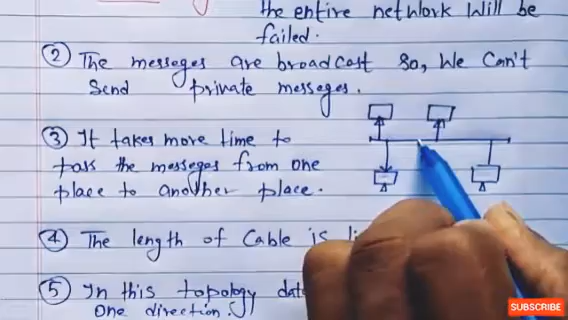 the entire network will be
failed.
② The messeges are broadcast so, We Can't
Send private messeges.
③ It takes more time to
pass the messeges from one
place to another place.
④ The length of Cable is li
⑤ In this topology dat
One direction.
SUBSCRIBE